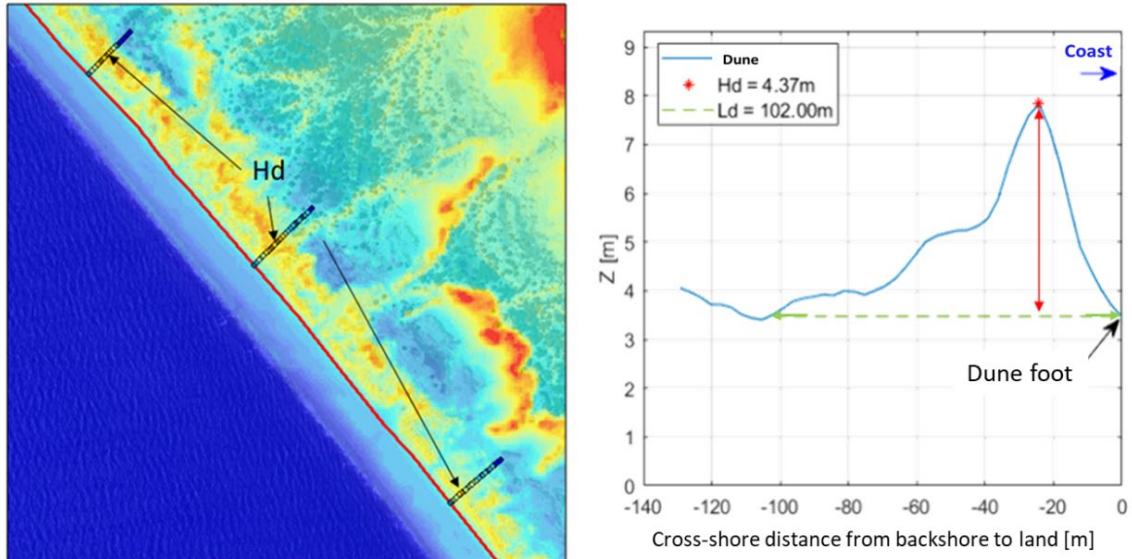 Hd
9
8
7
6
5
4
3
2
1
0
Z [m]
Dune
Hd = 4.37m
Ld = 102.00m
Coast
Dune foot
-140 -120 -100 -80 -60 -40 -20 0
Cross-shore distance from backshore to land [m]